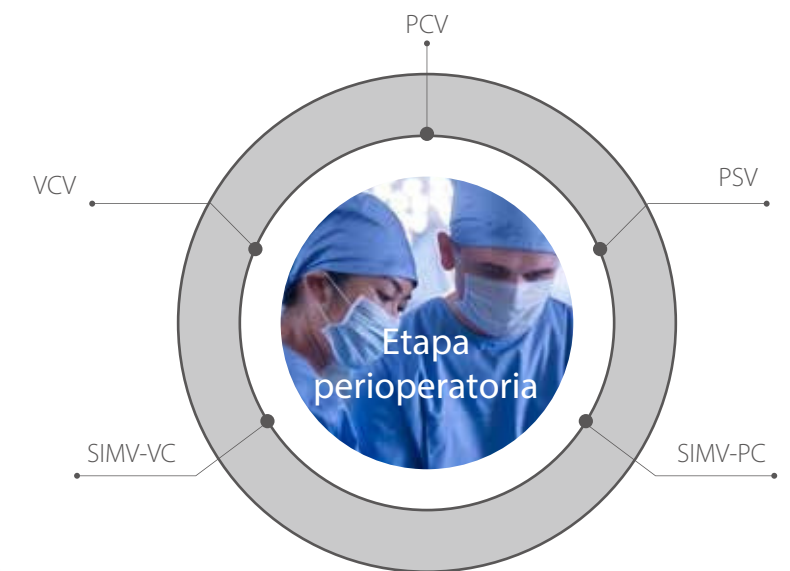 PCV
VCV
PSV
Etapa
perioperatoria
SIMV-VC
SIMV-PC